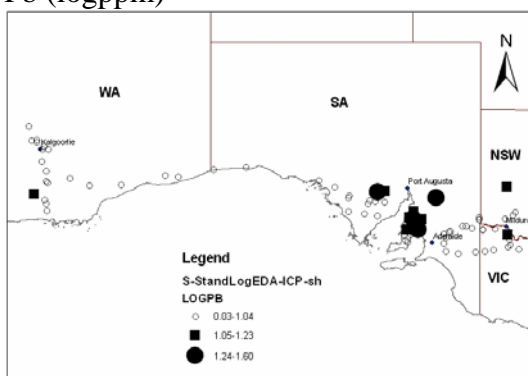 Pb (logppm)
N
WA
SA
Kalgoorlie
NSW
Port Augusta
Mildura
Adelaide
VIC
Legend
S-StandLogEDA-ICP-sh
LOGPB
0.03-1.04
1.05-1.23
1.24-1.60